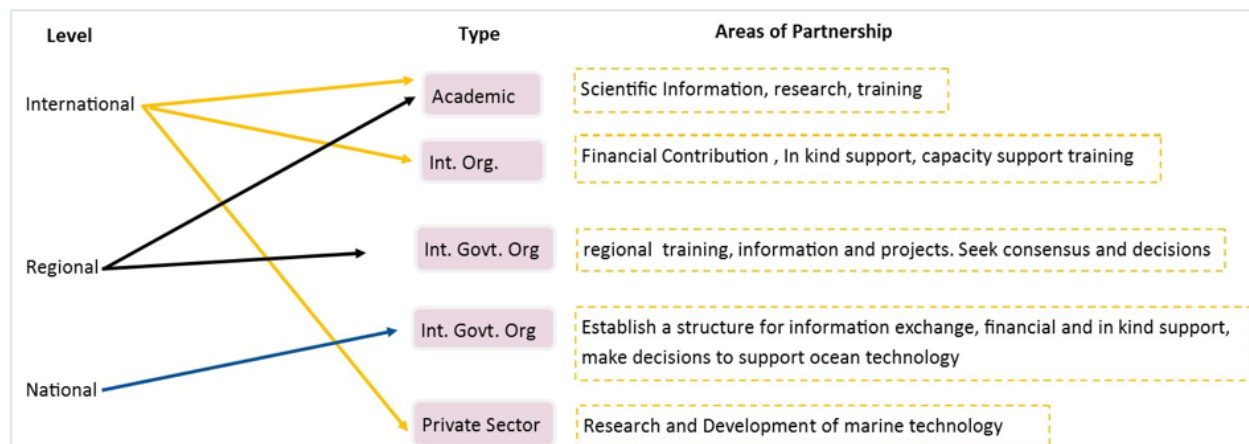 Level Type Areas of Partnership
International Academic Scientific Information, research, training
Int. Org. Financial Contribution , In kind support, capacity support training
Regional Int. Govt. Org regional training, information and projects. Seek consensus and decisions
National Int. Govt. Org Establish a structure for information exchange, financial and in kind support,
make decisions to support ocean technology
Private Sector Research and Development of marine technology